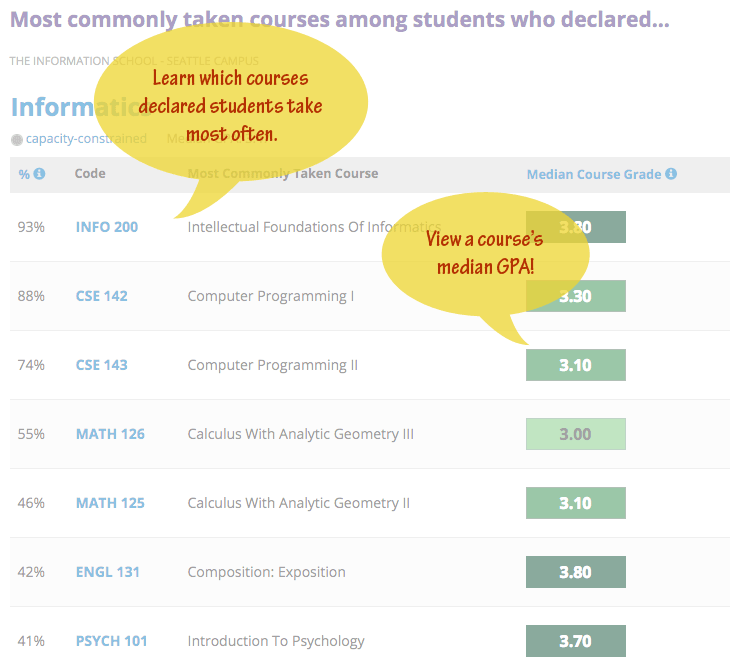 Most commonly taken courses among students who declared...
THE INFORMATION SCHOOL - SEATTLE CAMPUS
Informatics
Learn which courses
declared students take
most often.
capacity-constrained
% Code Most Commonly Taken Course Median Course Grade
93% INFO 200 Intellectual Foundations Of Informatics 3.80
View a course's
median GPA!
88% CSE 142 Computer Programming I 3.30
74% CSE 143 Computer Programming II 3.10
55% MATH 126 Calculus With Analytic Geometry III 3.00
46% MATH 125 Calculus With Analytic Geometry II 3.10
42% ENGL 131 Composition: Exposition 3.80
41% PSYCH 101 Introduction To Psychology 3.70